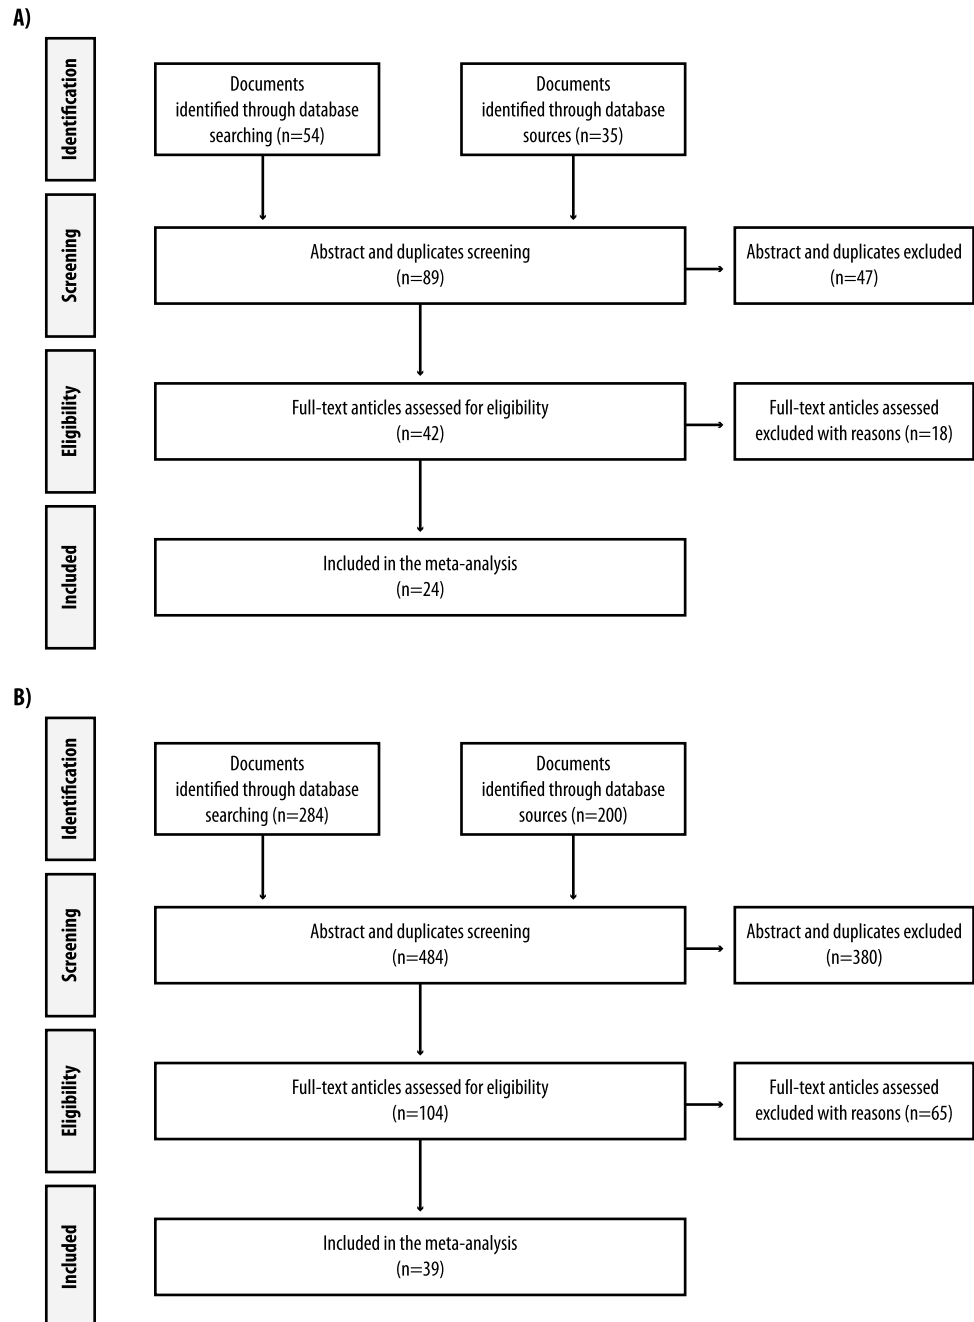 A)
Identification
Documents
identified through database
searching (n=54)
Documents
identified through database
sources (n=35)
Screening
Abstract and duplicates screening
(n=89)
Abstract and duplicates excluded
(n=47)
Eligibility
Full-text anticles assessed for eligibility
(n=42)
Full-text anticles assessed
excluded with reasons (n=18)
Included
Included in the meta-analysis
(n=24)
B)
Identification
Documents
identified through database
searching (n=284)
Documents
identified through database
sources (n=200)
Screening
Abstract and duplicates screening
(n=484)
Abstract and duplicates excluded
(n=380)
Eligibility
Full-text anticles assessed for eligibility
(n=104)
Full-text anticles assessed
excluded with reasons (n=65)
Included
Included in the meta-analysis
(n=39)